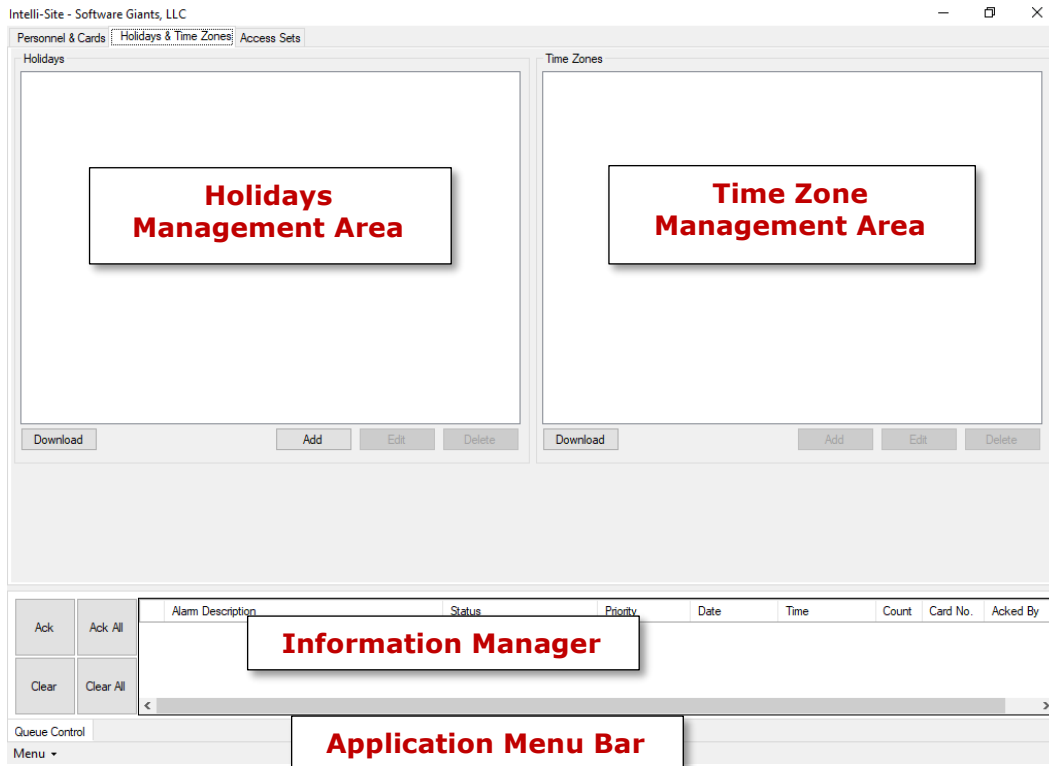 Intelli-Site - Software Giants, LLC
Personnel & Cards Holidays & Time Zones Access Sets
Holidays Time Zones
Holidays
Management Area
Time Zone
Management Area
Download Add Edit Delete Download Add Edit Delete
Alarm Description Status Priority Date Time Count Card No. Acked By
Ack Ack All
Information Manager
Clear Clear All
Queue Control
Application Menu Bar
Menu